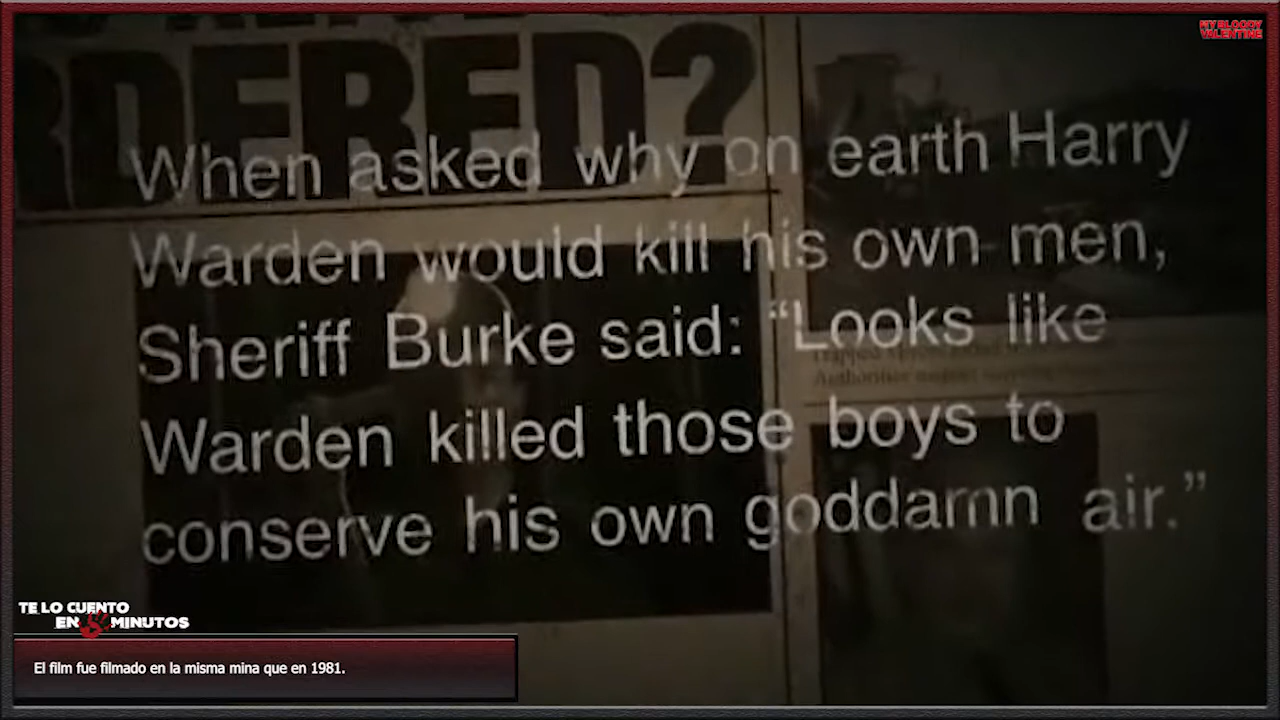 MY BLOODY
VALENTINE
RDERED?
When asked why on earth Harry
Warden would kill his own men,
Sheriff Burke said: “Looks like
Warden killed those boys to
conserve his own goddamn air.”
TE LO CUENTO
EN 5 MINUTOS
El film fue filmado en la misma mina que en 1981.